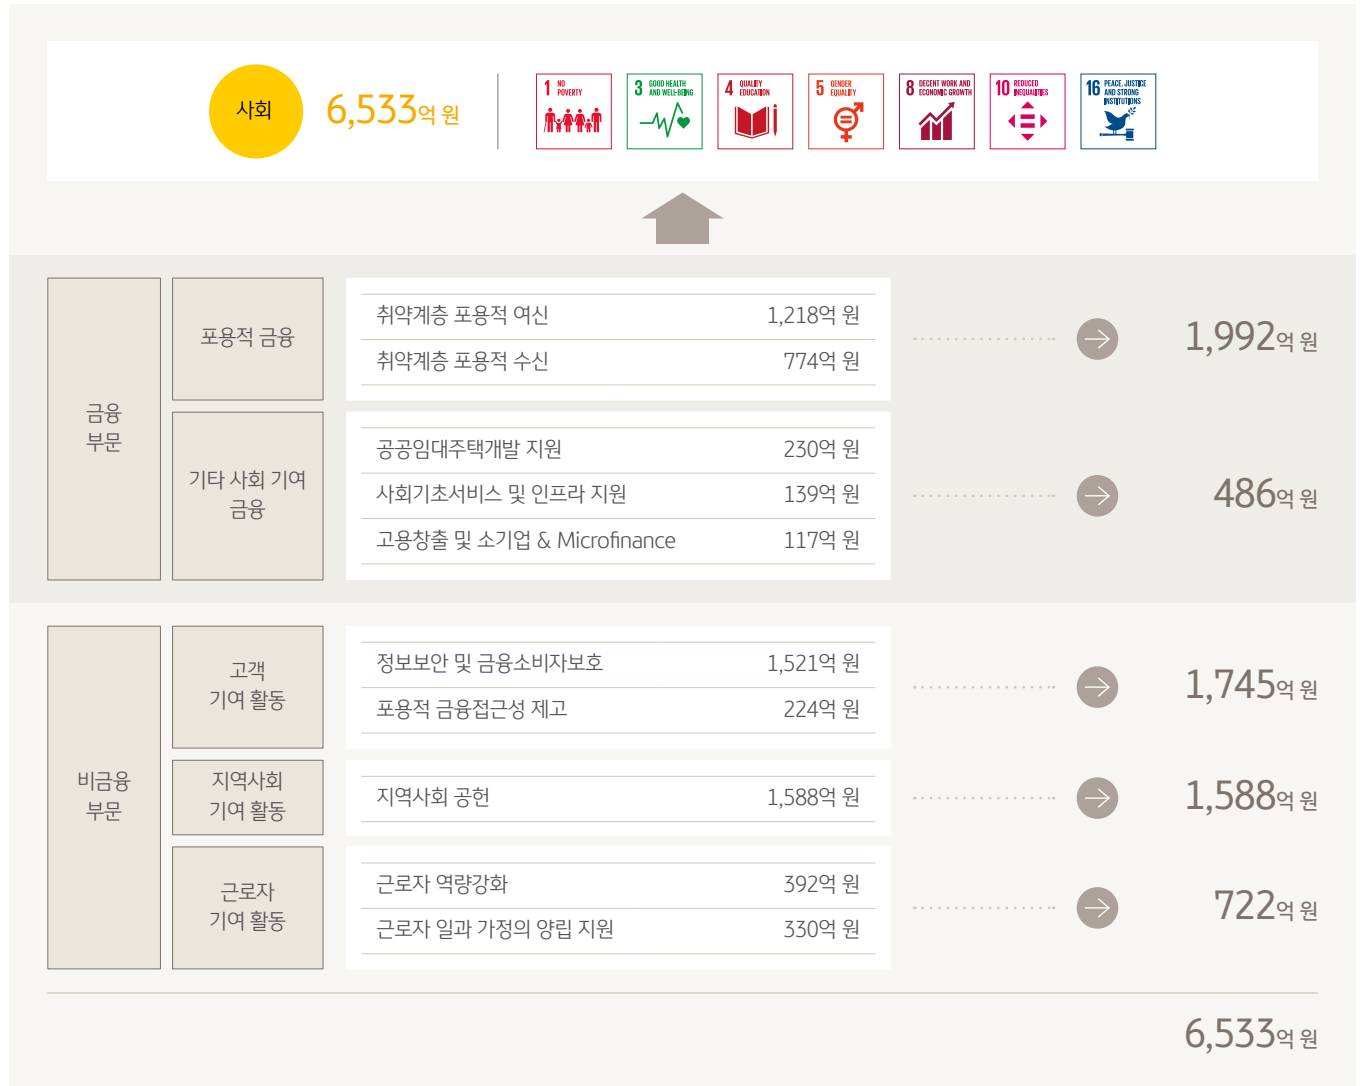 사회
6,533억 원
1 NO POVERTY
3 GOOD HEALTH AND WELL-BEING
4 QUALITY EDUCATION
5 GENDER EQUALITY
8 DECENT WORK AND ECONOMIC GROWTH
10 REDUCED INEQUALITIES
16 PEACE, JUSTICE AND STRONG INSTITUTIONS
금융
부문
포용적 금융
취약계층 포용적 여신 1,218억 원
취약계층 포용적 수신 774억 원
1,992억 원
기타 사회 기여
금융
공공임대주택개발 지원 230억 원
사회기초서비스 및 인프라 지원 139억 원
고용창출 및 소기업 & Microfinance 117억 원
486억 원
비금융
부문
고객
기여 활동
정보보안 및 금융소비자보호 1,521억 원
포용적 금융접근성 제고 224억 원
1,745억 원
지역사회
기여 활동
지역사회 공헌 1,588억 원
1,588억 원
근로자
기여 활동
근로자 역량강화 392억 원
근로자 일과 가정의 양립 지원 330억 원
722억 원
6,533억 원